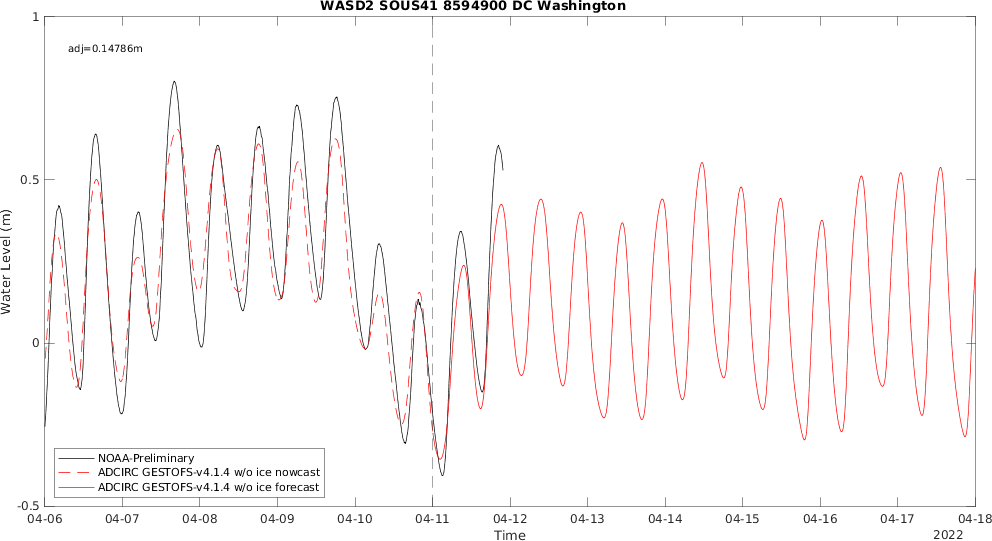 WASD2 SOUS41 8594900 DC Washington
adj=0.14786m
1
0.5
0
-0.5
Water Level (m)
NOAA-Preliminary
ADCIRC GESTOFS-v4.1.4 w/o ice nowcast
ADCIRC GESTOFS-v4.1.4 w/o ice forecast
04-06 04-07 04-08 04-09 04-10 04-11 04-12 04-13 04-14 04-15 04-16 04-17 04-18
Time
2022